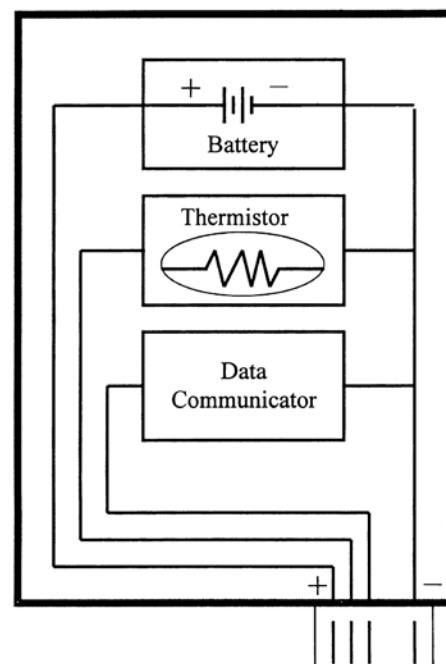 + −
Battery
Thermistor
Data
Communicator
+ −